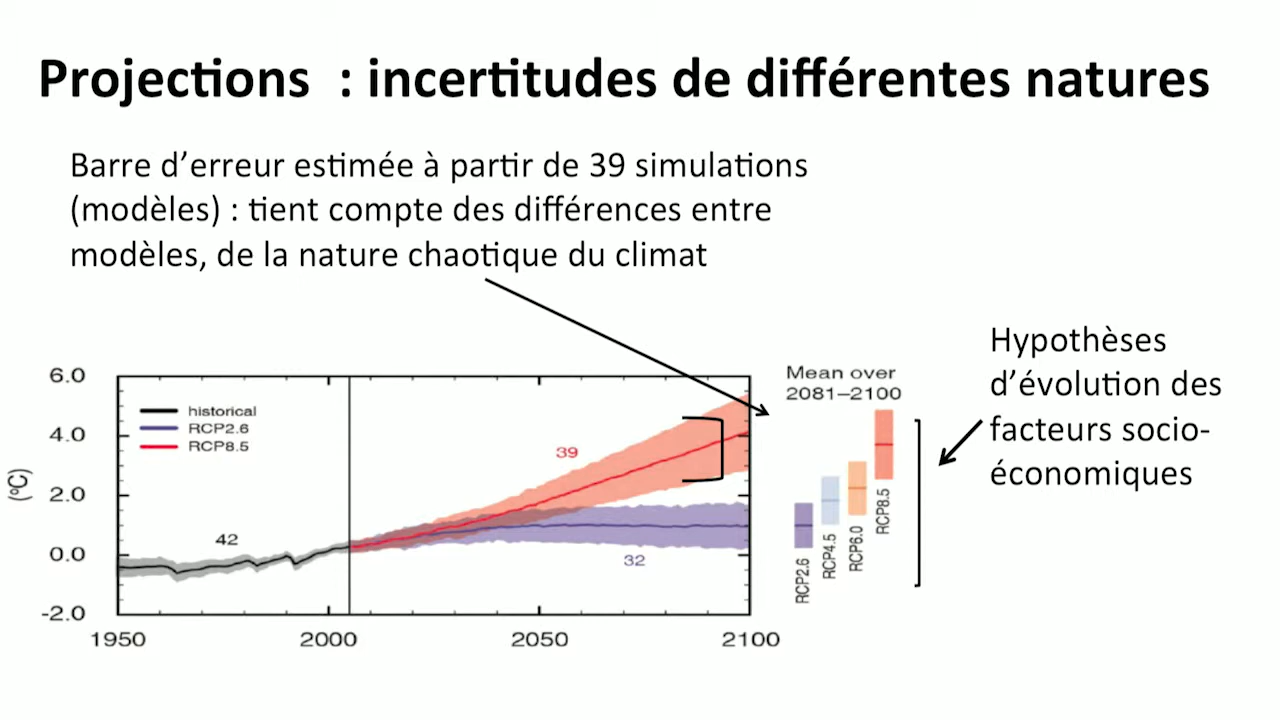 Projections : incertitudes de différentes natures
Barre d’erreur estimée à partir de 39 simulations
(modèles) : tient compte des différences entre
modèles, de la nature chaotique du climat
Hypothèses
d’évolution des
facteurs socio-
économiques
Mean over
2081–2100
6.0
4.0
2.0
0.0
-2.0
(ºC)
historical
RCP2.6
RCP8.5
42
39
32
1950
2000
2050
2100
RCP2.6
RCP4.5
RCP6.0
RCP8.5